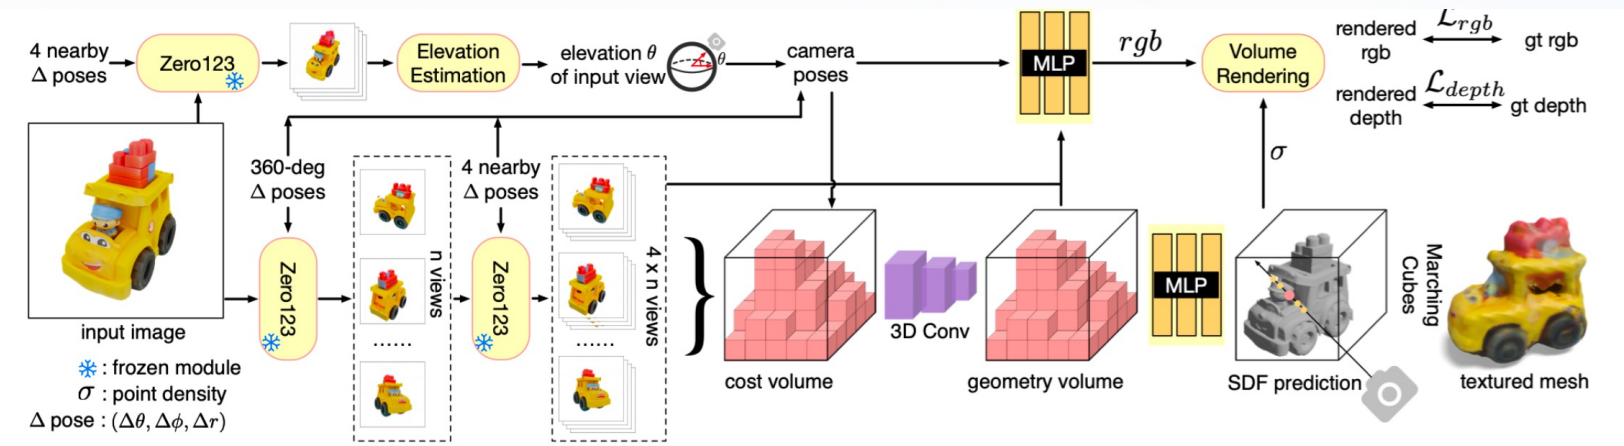 4 nearby
Δ poses
Zero123
Elevation
Estimation
elevation θ
of input view
θ
camera
poses
MLP
rgb
Volume
Rendering
rendered
rgb
ℒrgb
gt rgb
rendered
depth
ℒdepth
gt depth
input image
360-deg
Δ poses
Zero123
n views
4 nearby
Δ poses
Zero123
4 x n views
......
......
cost volume
3D Conv
geometry volume
MLP
σ
SDF prediction
Marching
Cubes
textured mesh
: frozen module
σ : point density
Δ pose : (Δθ, Δϕ, Δr)